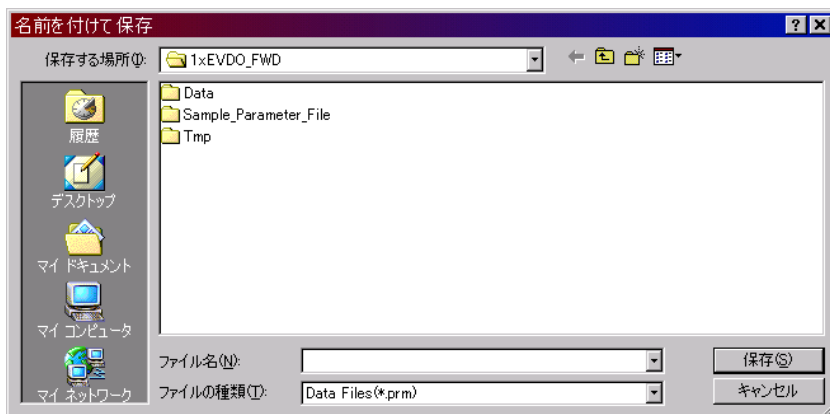 名前を付けて保存
保存する場所(I):
1xEVDO_FWD
履歴
デスクトップ
マイ ドキュメント
マイ コンピュータ
マイ ネットワーク
Data
Sample_Parameter_File
Tmp
ファイル名(N):
保存(S)
ファイルの種類(T):
Data Files(*.prm)
キャンセル